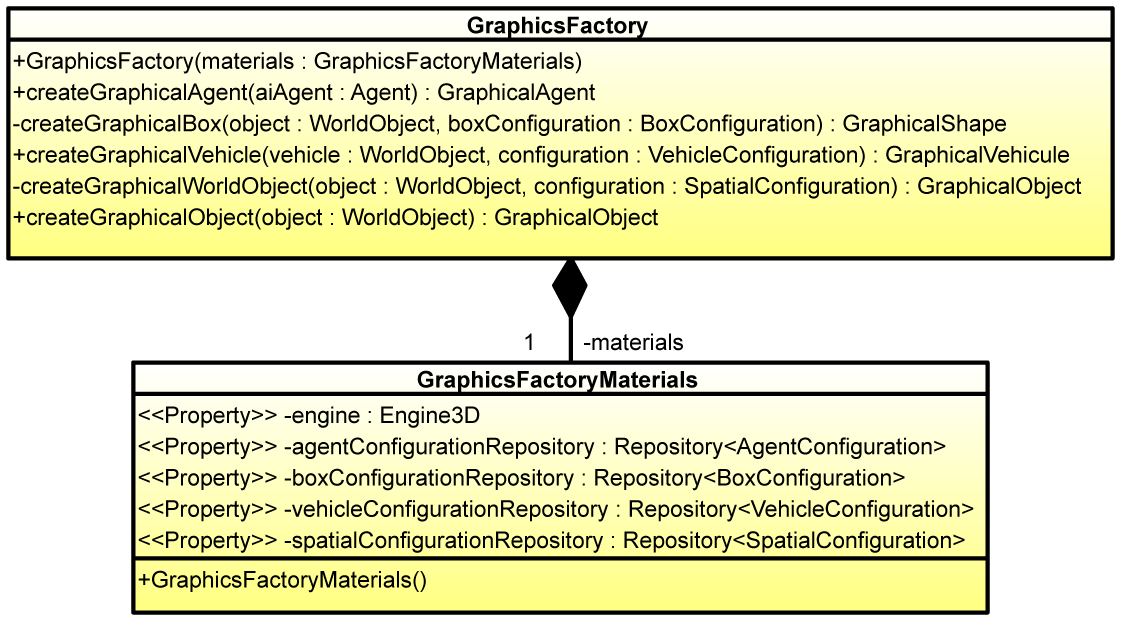 GraphicsFactory
+GraphicsFactory(materials : GraphicsFactoryMaterials)
+createGraphicalAgent(aiAgent : Agent) : GraphicalAgent
-createGraphicalBox(object : WorldObject, boxConfiguration : BoxConfiguration) : GraphicalShape
+createGraphicalVehicle(vehicle : WorldObject, configuration : VehicleConfiguration) : GraphicalVehicule
-createGraphicalWorldObject(object : WorldObject, configuration : SpatialConfiguration) : GraphicalObject
+createGraphicalObject(object : WorldObject) : GraphicalObject
1 -materials
GraphicsFactoryMaterials
<<Property>> -engine : Engine3D
<<Property>> -agentConfigurationRepository : Repository<AgentConfiguration>
<<Property>> -boxConfigurationRepository : Repository<BoxConfiguration>
<<Property>> -vehicleConfigurationRepository : Repository<VehicleConfiguration>
<<Property>> -spatialConfigurationRepository : Repository<SpatialConfiguration>
+GraphicsFactoryMaterials()